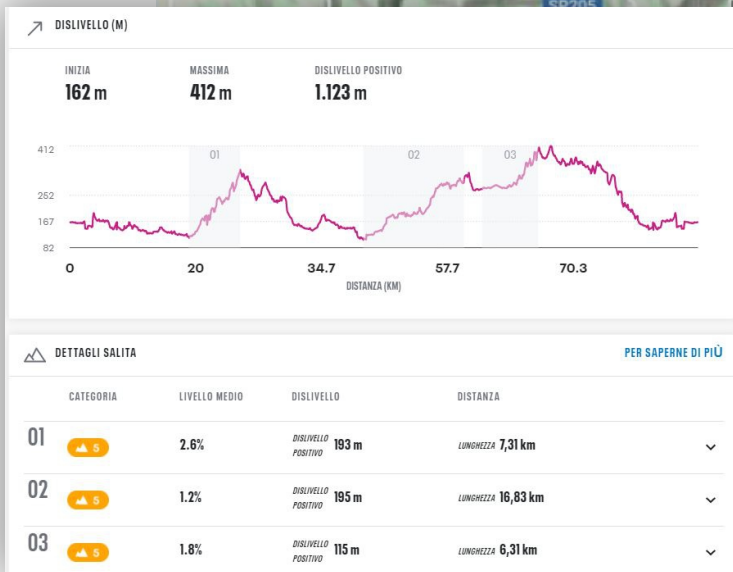 SP205
DISLIVELLO (M)
INIZIA MASSIMA DISLIVELLO POSITIVO
162 m 412 m 1.123 m
412
01 02 03
252
167
82
0 20 34.7 57.7 70.3
DISTANZA (KM)
DETTAGLI SALITA PER SAPERNE DI PIÙ
CATEGORIA LIVELLO MEDIO DISLIVELLO DISTANZA
01 5 2.6% DISLIVELLO POSITIVO 193 m LUNGHEZZA 7,31 km
02 5 1.2% DISLIVELLO POSITIVO 195 m LUNGHEZZA 16,83 km
03 5 1.8% DISLIVELLO POSITIVO 115 m LUNGHEZZA 6,31 km